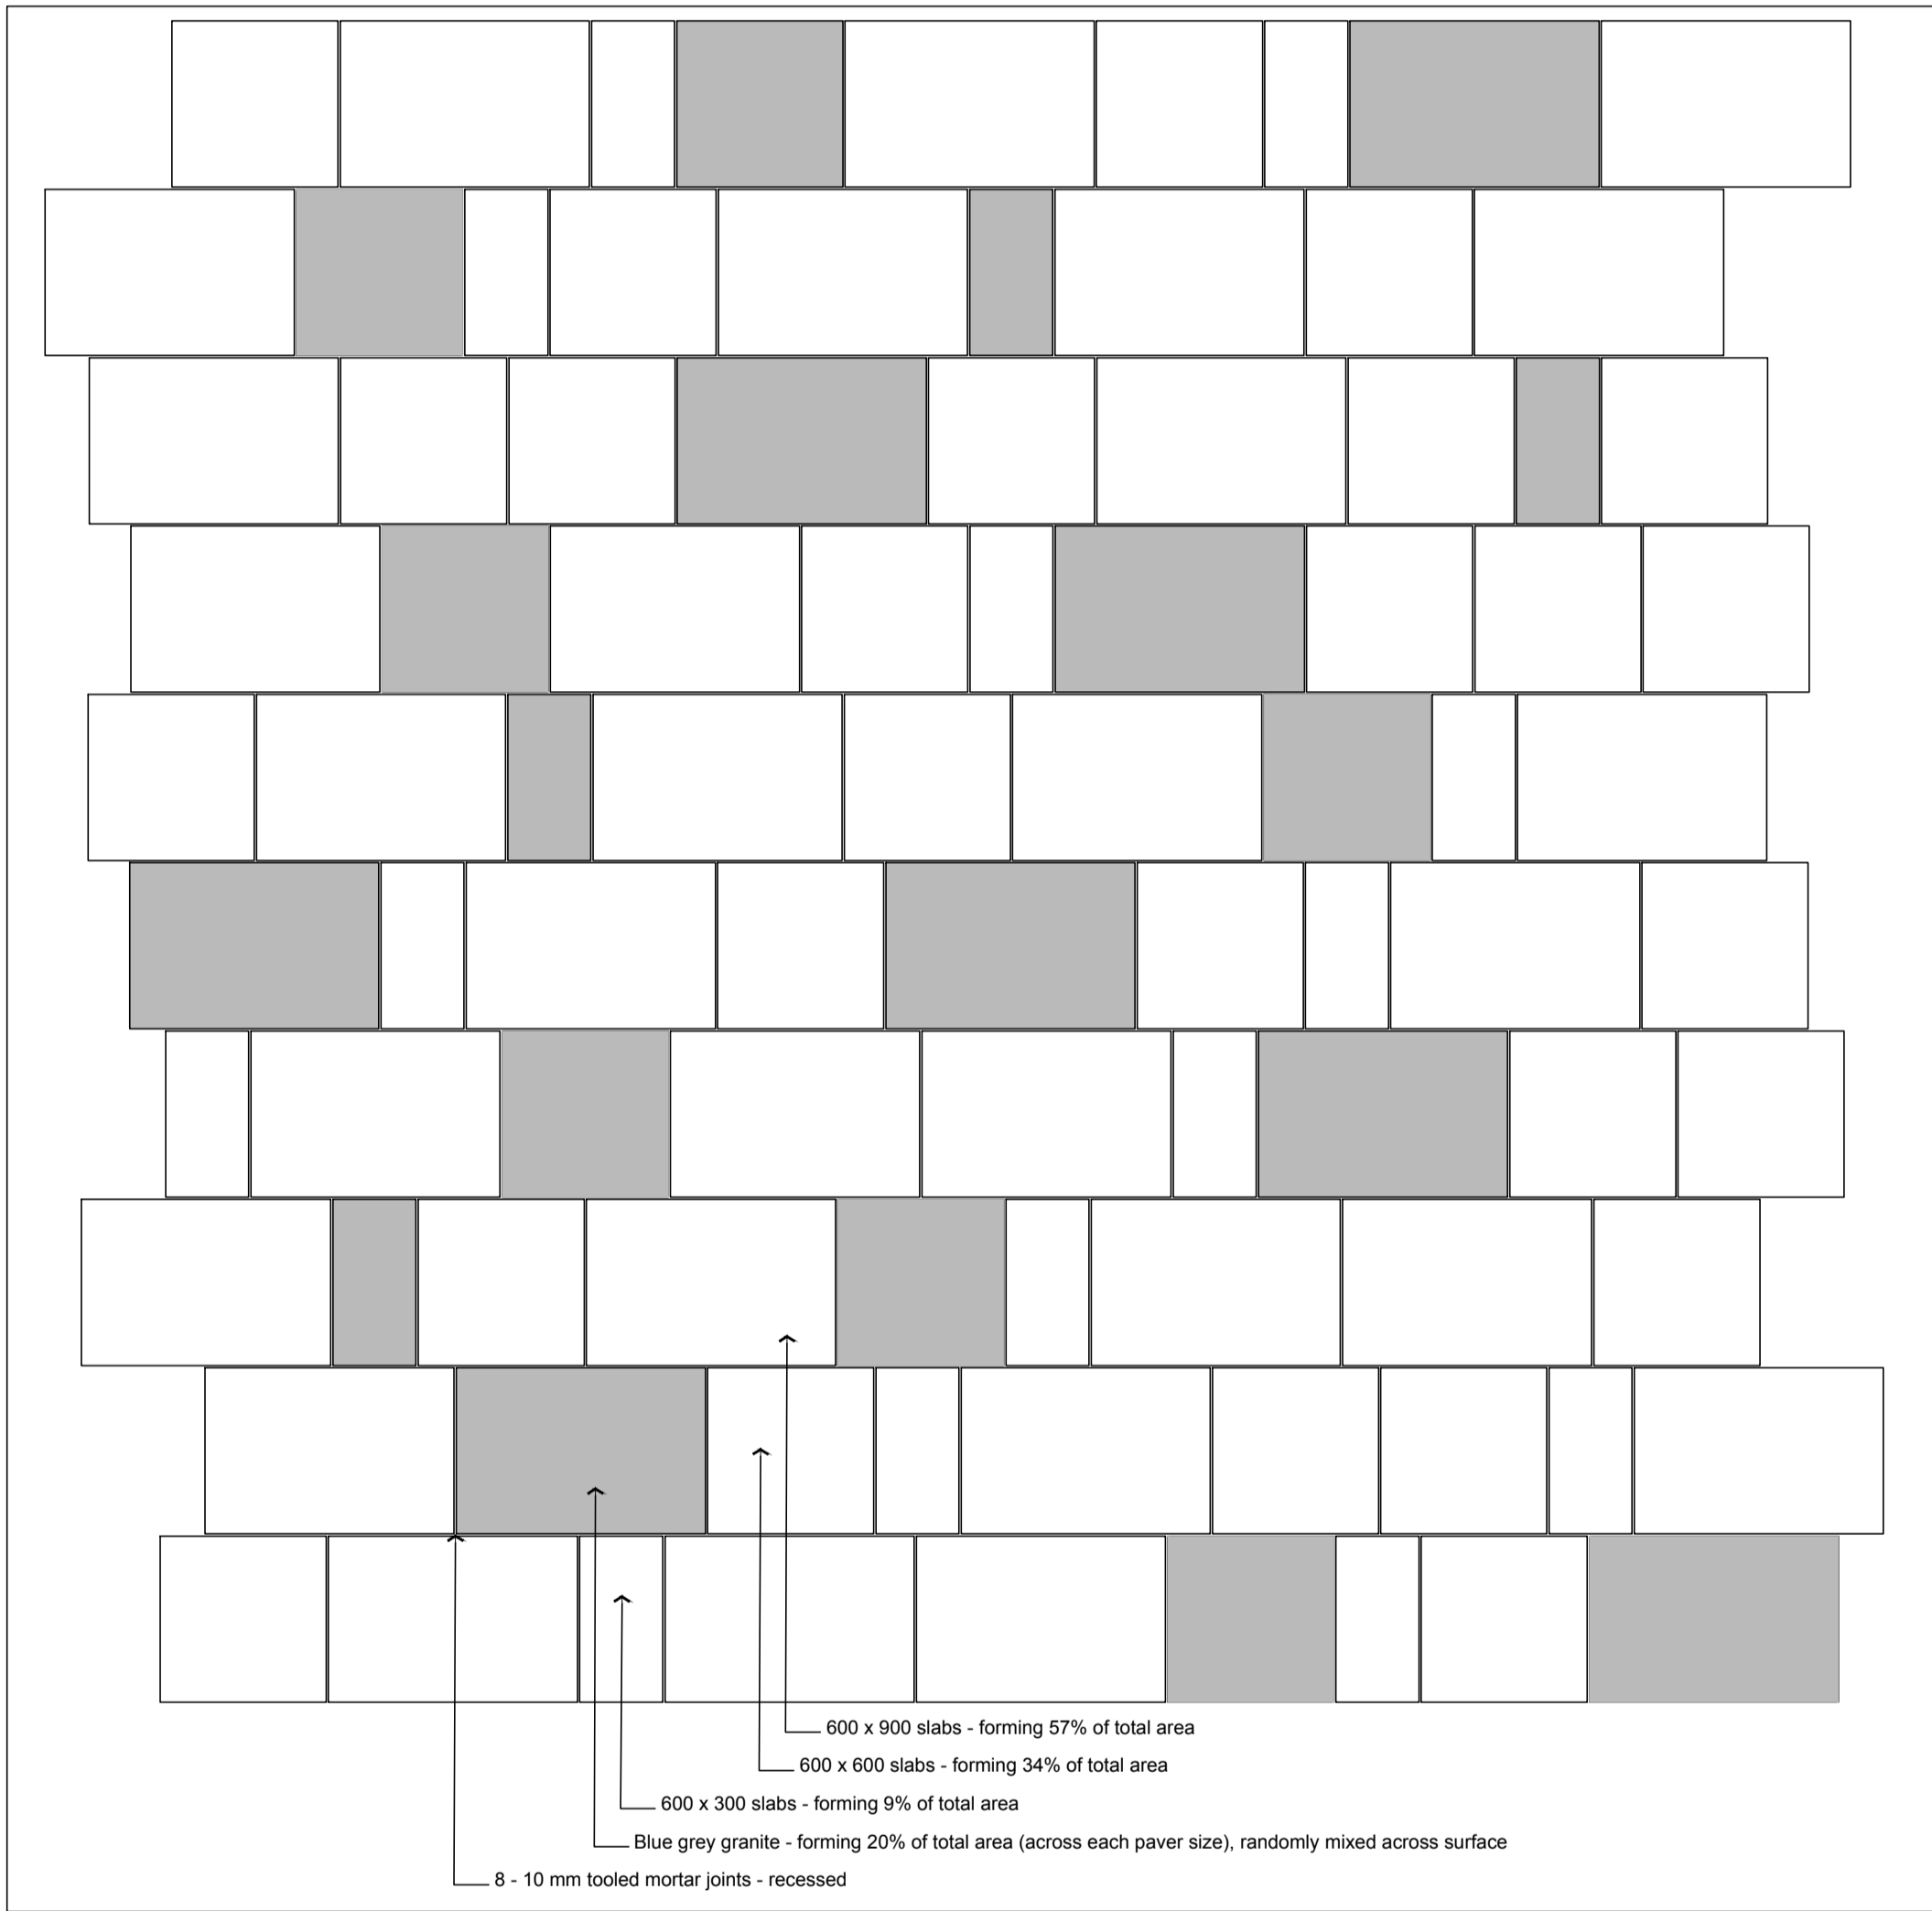 600 x 900 slabs - forming 57% of total area
600 x 600 slabs - forming 34% of total area
600 x 300 slabs - forming 9% of total area
Blue grey granite - forming 20% of total area (across each paver size), randomly mixed across surface
8 - 10 mm tooled mortar joints - recessed